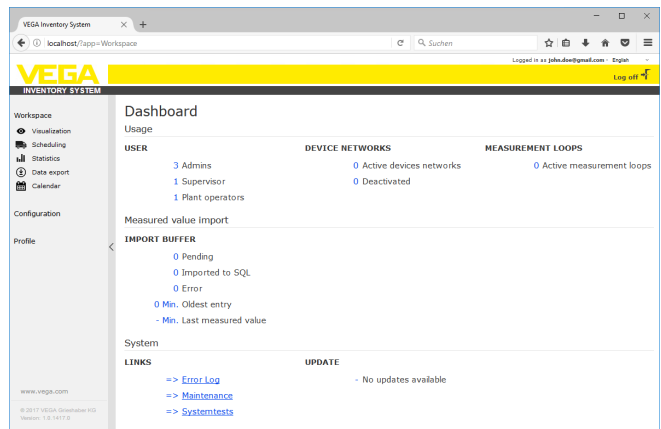 VEGA Inventory System
localhost/?app=Workspace
Suchen
Logged in as john.doe@gmail.com - English
VEGA
Log off
INVENTORY SYSTEM
Workspace
Visualization
Scheduling
Statistics
Data export
Calendar
Configuration
Profile
www.vega.com
© 2017 VEGA Grieshaber KG
Version: 1.0.1417.0
Dashboard
Usage
USER
3 Admins
1 Supervisor
1 Plant operators
DEVICE NETWORKS
0 Active devices networks
0 Deactivated
MEASUREMENT LOOPS
0 Active measurement loops
Measured value import
IMPORT BUFFER
0 Pending
0 Imported to SQL
0 Error
0 Min. Oldest entry
- Min. Last measured value
System
LINKS
=> Error Log
=> Maintenance
=> Systemtests
UPDATE
- No updates available